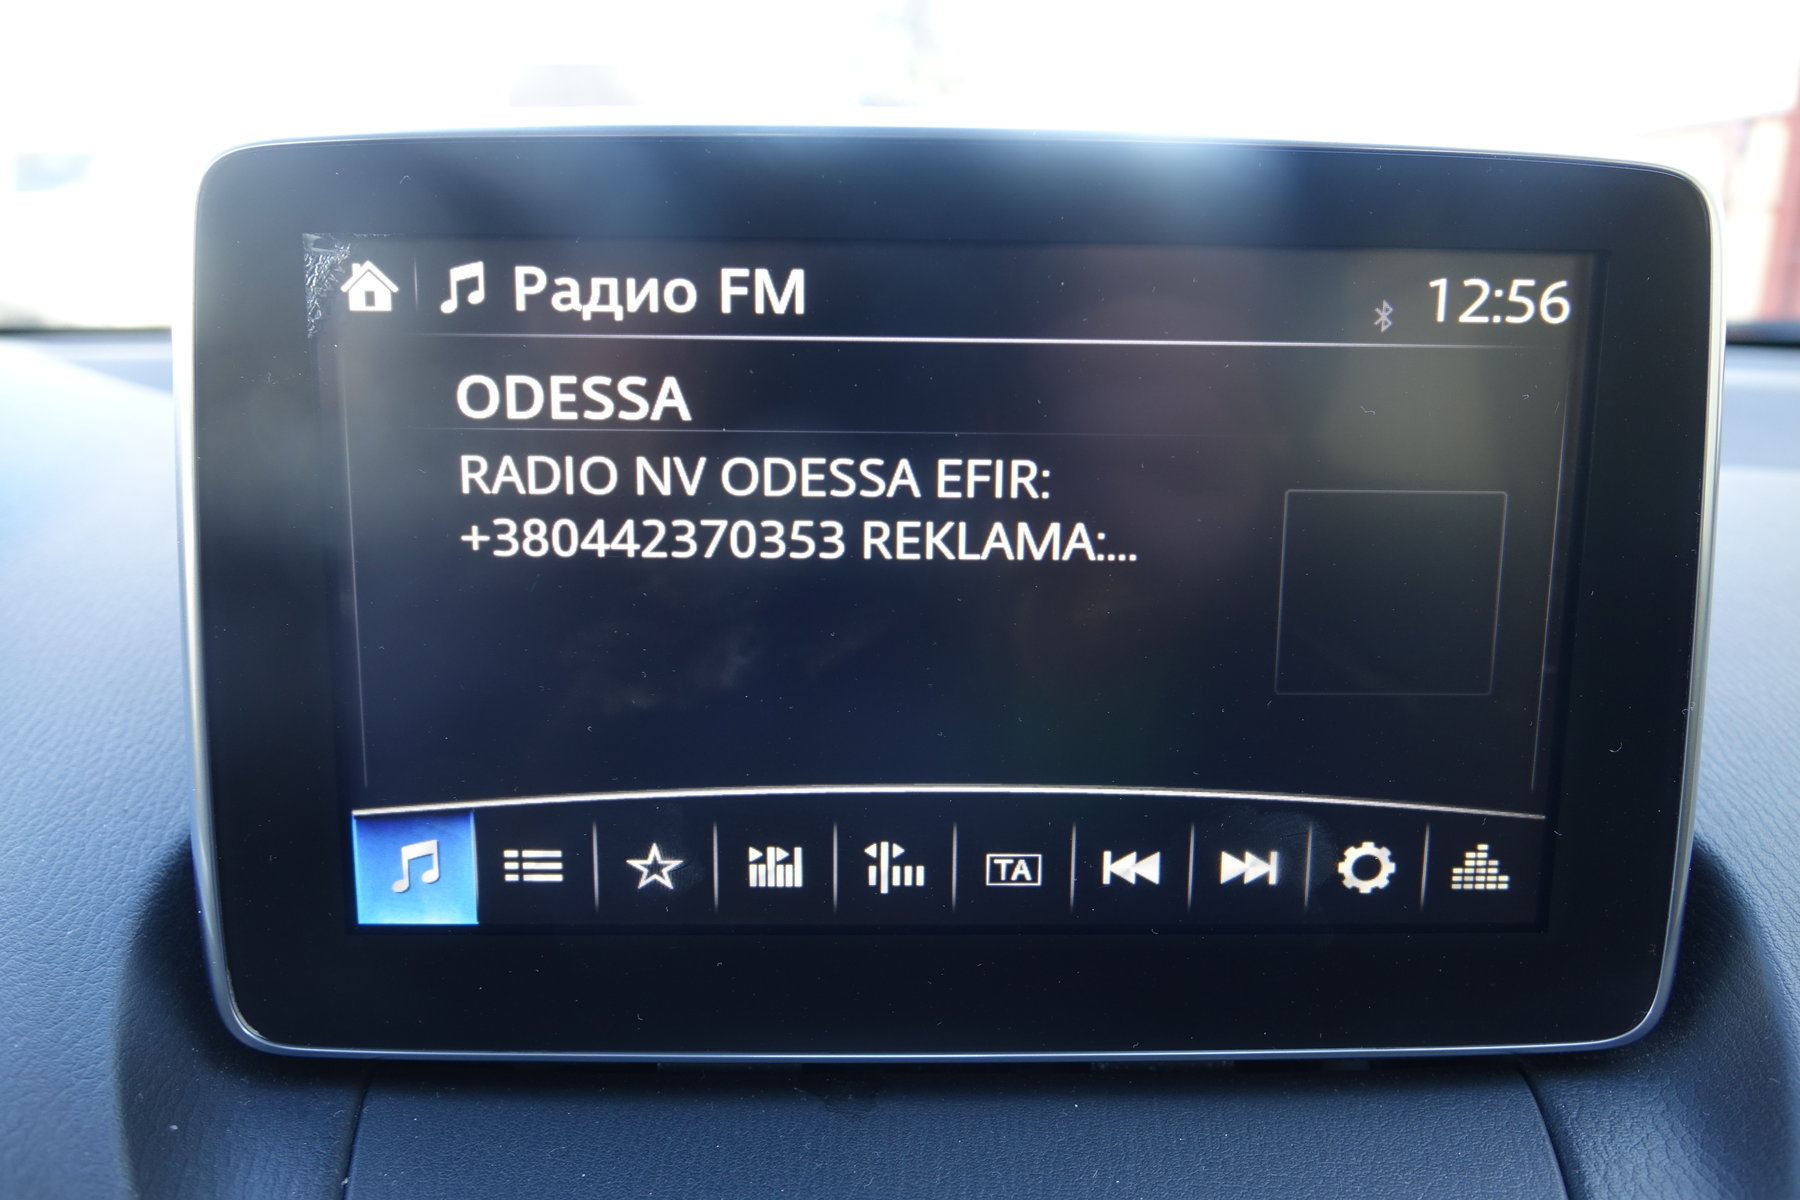 Радио FM
12:56
ODESSA
RADIO NV ODESSA EFIR:
+380442370353 REKLAMA:...
TA